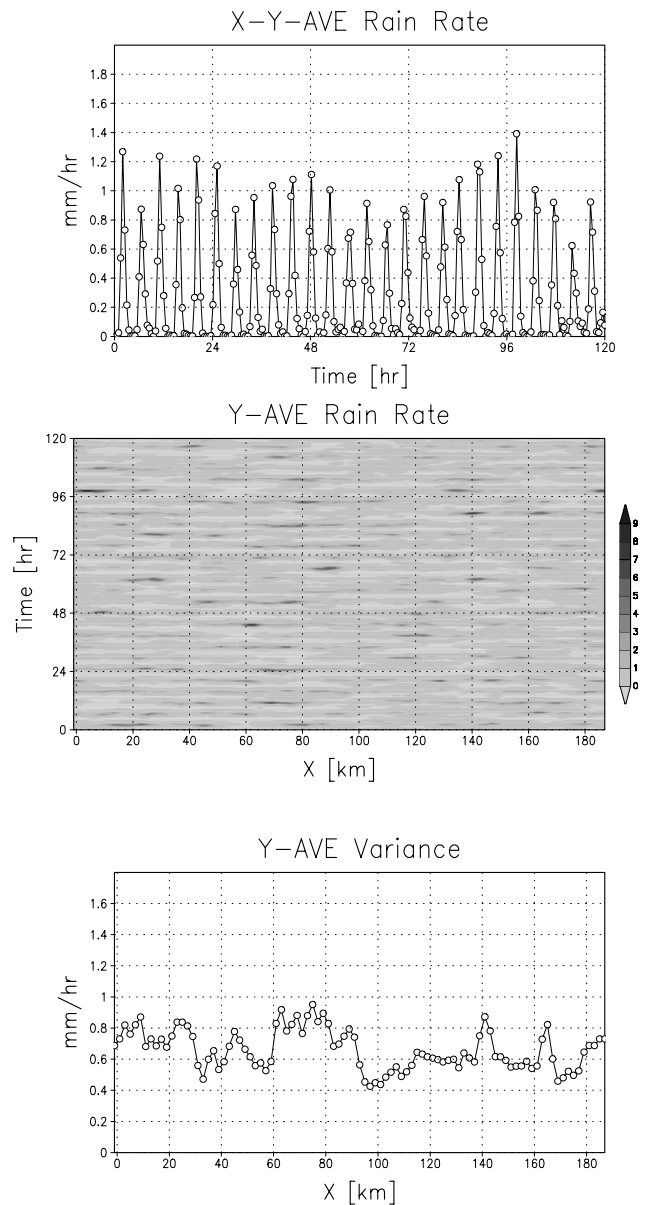 X-Y-AVE Rain Rate
mm/hr
1.8
1.6
1.4
1.2
1
0.8
0.6
0.4
0.2
0
0 24 48 72 96 120
Time [hr]
Y-AVE Rain Rate
Time [hr]
120
96
72
48
24
0
0 20 40 60 80 100 120 140 160 180
X [km]
9
8
7
6
5
4
3
2
1
0
Y-AVE Variance
mm/hr
1.6
1.4
1.2
1
0.8
0.6
0.4
0.2
0
0 20 40 60 80 100 120 140 160 180
X [km]